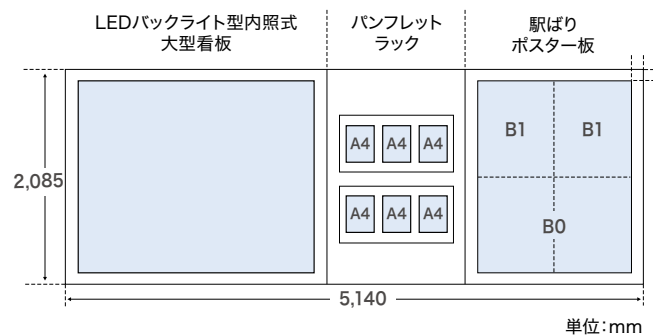 LEDバックライト型内照式
大型看板
パンフレット
ラック
駅ばり
ポスター板
A4 A4 A4
A4 A4 A4
B1 B1
B0
2,085
5,140
単位:mm